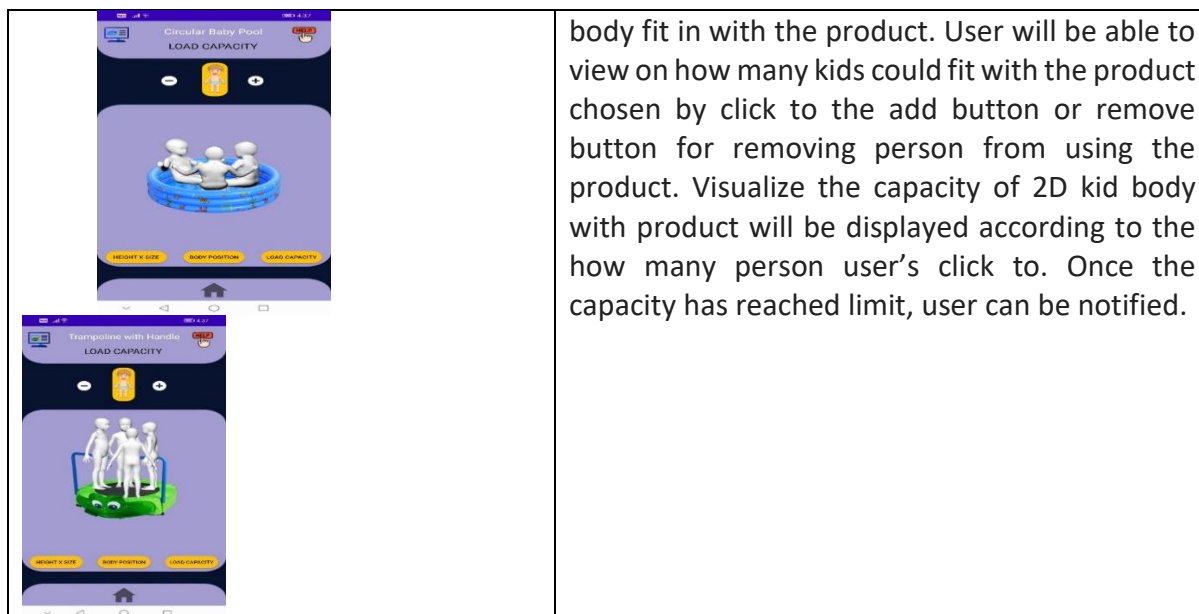 4:37
Circular Baby Pool
HELP
LOAD CAPACITY
HEIGHT X SIZE BODY POSITION LOAD CAPACITY
4:37
Trampoline with Handle
HELP
LOAD CAPACITY
HEIGHT X SIZE BODY POSITION LOAD CAPACITY
body fit in with the product. User will be able to
view on how many kids could fit with the product
chosen by click to the add button or remove
button for removing person from using the
product. Visualize the capacity of 2D kid body
with product will be displayed according to the
how many person user’s click to. Once the
capacity has reached limit, user can be notified.